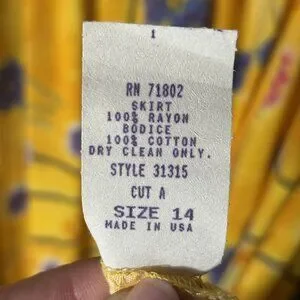 1
RN 71802
SKIRT
100% RAYON
BODICE
100% COTTON
DRY CLEAN ONLY.
STYLE 31315
CUT A
SIZE 14
MADE IN USA